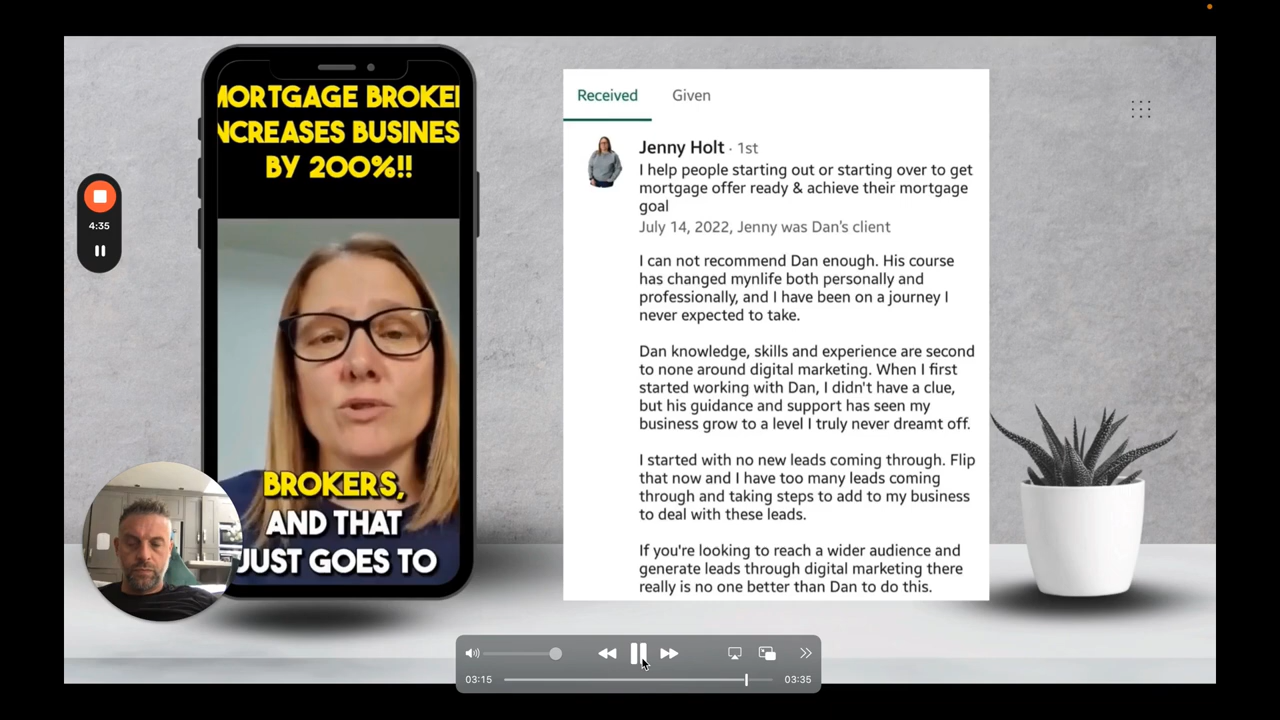 MORTGAGE BROKE
INCREASES BUSINES
BY 200%!!
4:35
BROKERS,
AND THAT
JUST GOES TO
Received Given
Jenny Holt · 1st
I help people starting out or starting over to get
mortgage offer ready & achieve their mortgage
goal
July 14, 2022, Jenny was Dan's client
I can not recommend Dan enough. His course
has changed mynlife both personally and
professionally, and I have been on a journey I
never expected to take.
Dan knowledge, skills and experience are second
to none around digital marketing. When I first
started working with Dan, I didn't have a clue,
but his guidance and support has seen my
business grow to a level I truly never dreamt off.
I started with no new leads coming through. Flip
that now and I have too many leads coming
through and taking steps to add to my business
to deal with these leads.
If you're looking to reach a wider audience and
generate leads through digital marketing there
really is no one better than Dan to do this.
03:15 03:35